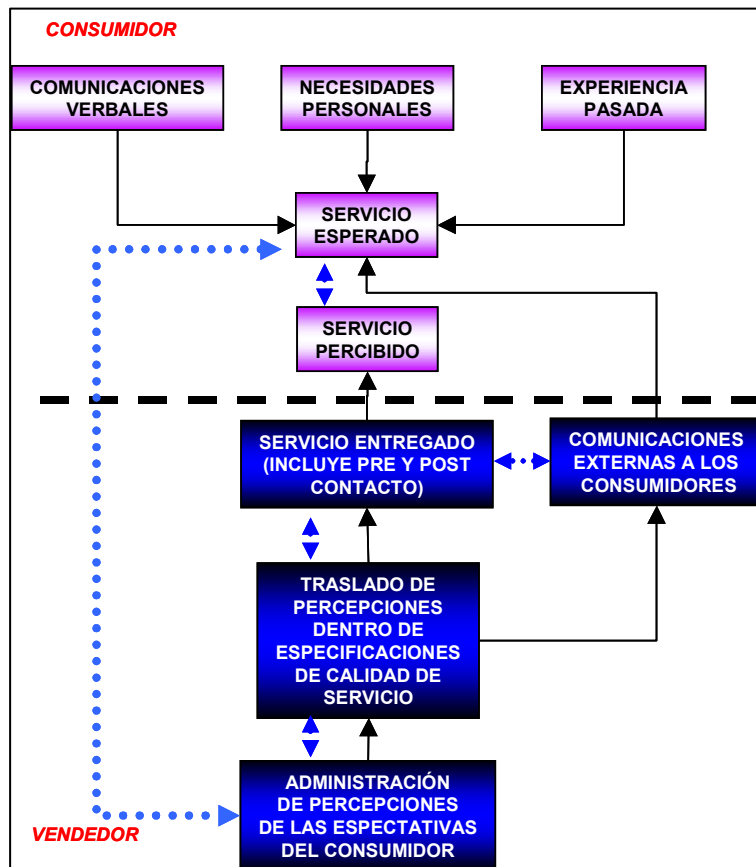 CONSUMIDOR
COMUNICACIONES
VERBALES
NECESIDADES
PERSONALES
EXPERIENCIA
PASADA
SERVICIO
ESPERADO
SERVICIO
PERCIBIDO
SERVICIO ENTREGADO
(INCLUYE PRE Y POST
CONTACTO)
COMUNICACIONES
EXTERNAS A LOS
CONSUMIDORES
TRASLADO DE
PERCEPCIONES
DENTRO DE
ESPECIFICACIONES
DE CALIDAD DE
SERVICIO
ADMINISTRACIÓN
DE PERCEPCIONES
DE LAS ESPECTATIVAS
DEL CONSUMIDOR
VENDEDOR